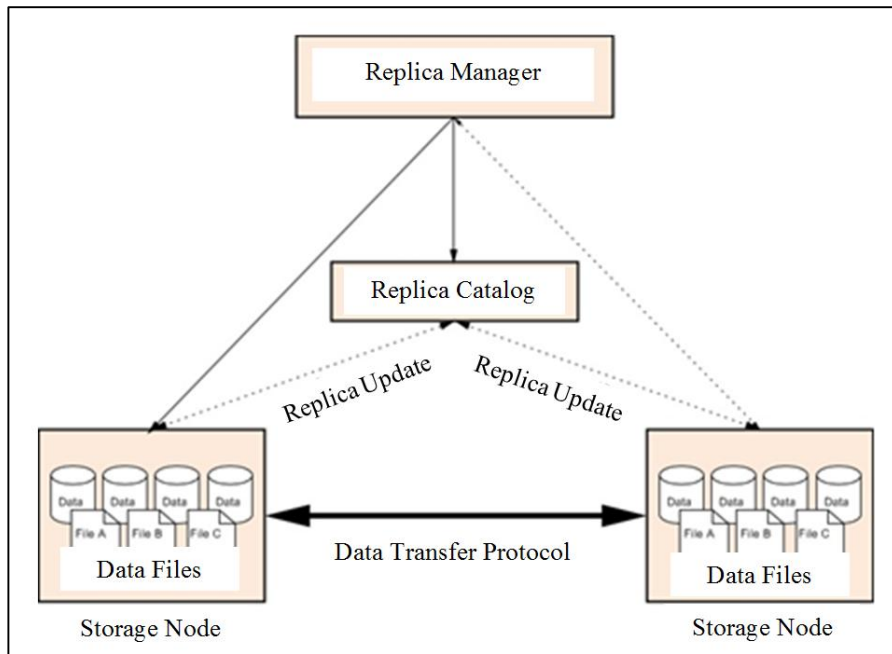 Replica Manager
Replica Catalog
Replica Update
Replica Update
Data Data Data Data
File A File B File C
Data Files
Storage Node
Data Transfer Protocol
Data Data Data Data
File A File B File C
Data Files
Storage Node